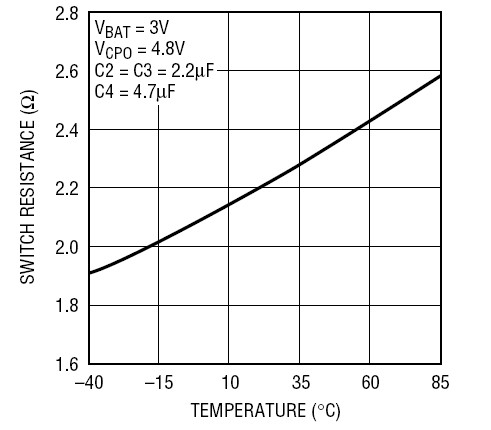 2.8
2.6
2.4
2.2
2.0
1.8
1.6
SWITCH RESISTANCE (Ω)
VBAT = 3V
VCPO = 4.8V
C2 = C3 = 2.2µF
C4 = 4.7µF
–40 –15 10 35 60 85
TEMPERATURE (°C)